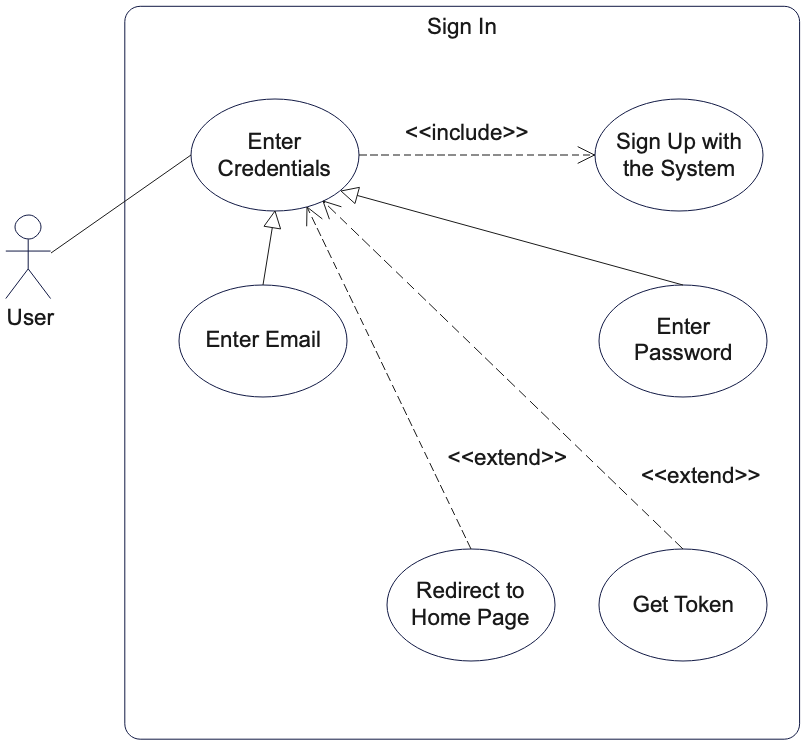 Sign In
Enter
Credentials
<<include>>
Sign Up with
the System
User
Enter Email
Enter
Password
<<extend>>
<<extend>>
Redirect to
Home Page
Get Token